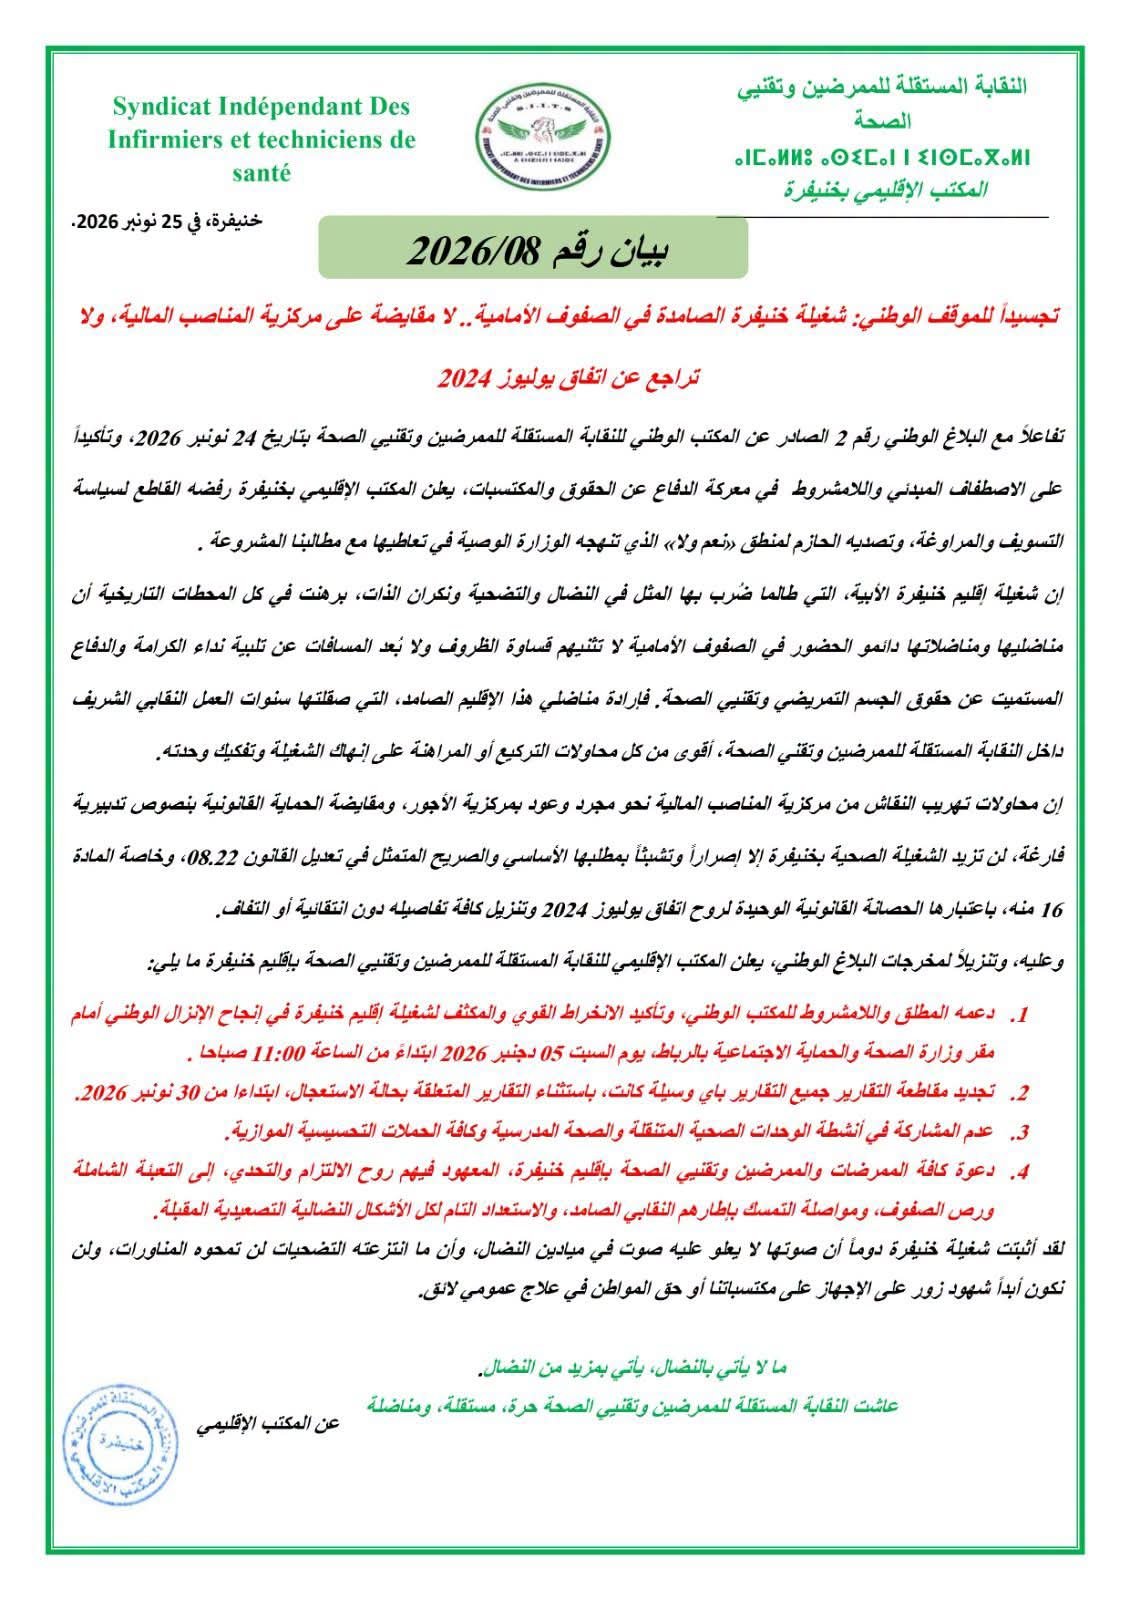 النقابة المستقلة للممرضين وتقنيي
الصحة
ⴰⵏⵎⴰⵍⵍⵓ ⴰⵙⵉⵎⴰⵏ ⵏ ⵉⵏⵙⵎⴳⴰⵍⵏ
المكتب الإقليمي بخنيفرة
Syndicat Indépendant Des
Infirmiers et techniciens de
santé
S.I.I.T.S
خنيفرة، في 25 نونبر 2026.
بيان رقم 2026/08
تجسيداً للموقف الوطني: شغيلة خنيفرة الصامدة في الصفوف الأمامية.. لا مقايضة على مركزية المناصب المالية، ولا
تراجع عن اتفاق يوليوز 2024
تفاعلاً مع البلاغ الوطني رقم 2 الصادر عن المكتب الوطني للنقابة المستقلة للممرضين وتقنيي الصحة بتاريخ 24 نونبر 2026، وتأكيداً
على الاصطفاف المبدئي واللامشروط في معركة الدفاع عن الحقوق والمكتسبات، يعلن المكتب الإقليمي بخنيفرة رفضه القاطع لسياسة
التسويف والمراوغة، وتصديه الحازم لمنطق «نعم ولا» الذي تنهجه الوزارة الوصية في تعاطيها مع مطالبنا المشروعة .
إن شغيلة إقليم خنيفرة الأبية، التي طالما ضُرب بها المثل في النضال والتضحية ونكران الذات، برهنت في كل المحطات التاريخية أن
مناضليها ومناضلاتها دائمو الحضور في الصفوف الأمامية لا تثنيهم قساوة الظروف ولا بُعد المسافات عن تلبية نداء الكرامة والدفاع
المستميت عن حقوق الجسم التمريضي وتقنيي الصحة. فإرادة مناضلي هذا الإقليم الصامد، التي صقلتها سنوات العمل النقابي الشريف
داخل النقابة المستقلة للممرضين وتقني الصحة، أقوى من كل محاولات التركيع أو المراهنة على إنهاك الشغيلة وتفكيك وحدته.
إن محاولات تهريب النقاش من مركزية المناصب المالية نحو مجرد وعود بمركزية الأجور، ومقايضة الحماية القانونية بنصوص تدبيرية
فارغة، لن تزيد الشغيلة الصحية بخنيفرة إلا إصراراً وتشبثاً بمطلبها الأساسي والصريح المتمثل في تعديل القانون 08.22، وخاصة المادة
16 منه، باعتبارها الحصانة القانونية الوحيدة لروح اتفاق يوليوز 2024 وتنزيل كافة تفاصيله دون انتقائية أو التفاف.
وعليه، وتنزيلاً لمخرجات البلاغ الوطني، يعلن المكتب الإقليمي للنقابة المستقلة للممرضين وتقنيي الصحة بإقليم خنيفرة ما يلي:
1. دعمه المطلق واللامشروط للمكتب الوطني، وتأكيد الانخراط القوي والمكثف لشغيلة إقليم خنيفرة في إنجاح الإنزال الوطني أمام
مقر وزارة الصحة والحماية الاجتماعية بالرباط، يوم السبت 05 دجنبر 2026 ابتداءً من الساعة 11:00 صباحا .
2. تجديد مقاطعة التقارير جميع التقارير باي وسيلة كانت، باستثناء التقارير المتعلقة بحالة الاستعجال، ابتداءا من 30 نونبر 2026.
3. عدم المشاركة في أنشطة الوحدات الصحية المتنقلة والصحة المدرسية وكافة الحملات التحسيسية الموازية.
4. دعوة كافة الممرضات والممرضين وتقنيي الصحة بإقليم خنيفرة، المعهود فيهم روح الالتزام والتحدي، إلى التعبئة الشاملة
ورص الصفوف، ومواصلة التمسك بإطارهم النقابي الصامد، والاستعداد التام لكل الأشكال النضالية التصعيدية المقبلة.
لقد أثبتت شغيلة خنيفرة دوماً أن صوتها لا يعلو عليه صوت في ميادين النضال، وأن ما انتزعته التضحيات لن تمحوه المناورات، ولن
نكون أبداً شهود زور على الإجهاز على مكتسباتنا أو حق المواطن في علاج عمومي لائق.
ما لا يأتي بالنضال، يأتي بمزيد من النضال.
عاشت النقابة المستقلة للممرضين وتقنيي الصحة حرة، مستقلة، ومناضلة
عن المكتب الإقليمي
النقابة المستقلة للممرضين
خنيفرة
المكتب الإقليمي